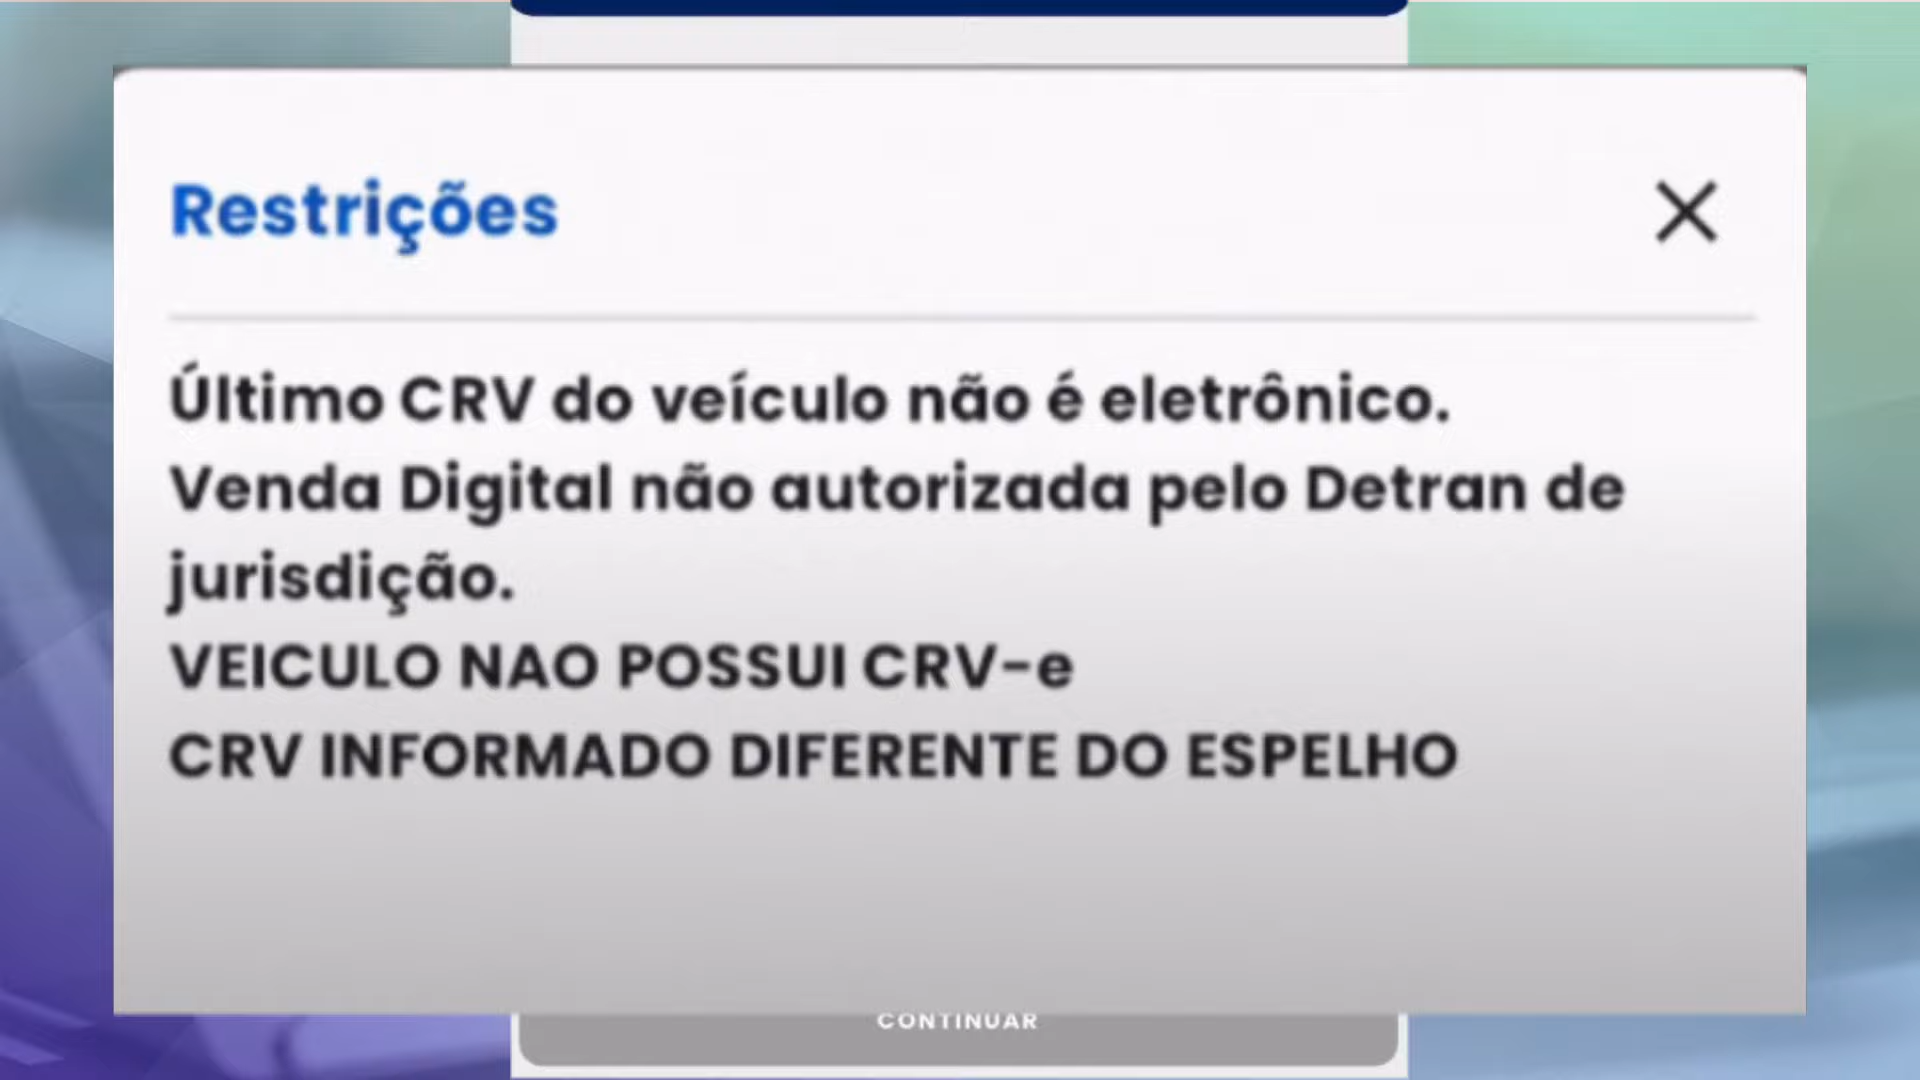 Restrições
Último CRV do veículo não é eletrônico.
Venda Digital não autorizada pelo Detran de
jurisdição.
VEICULO NAO POSSUI CRV-e
CRV INFORMADO DIFERENTE DO ESPELHO
CONTINUAR